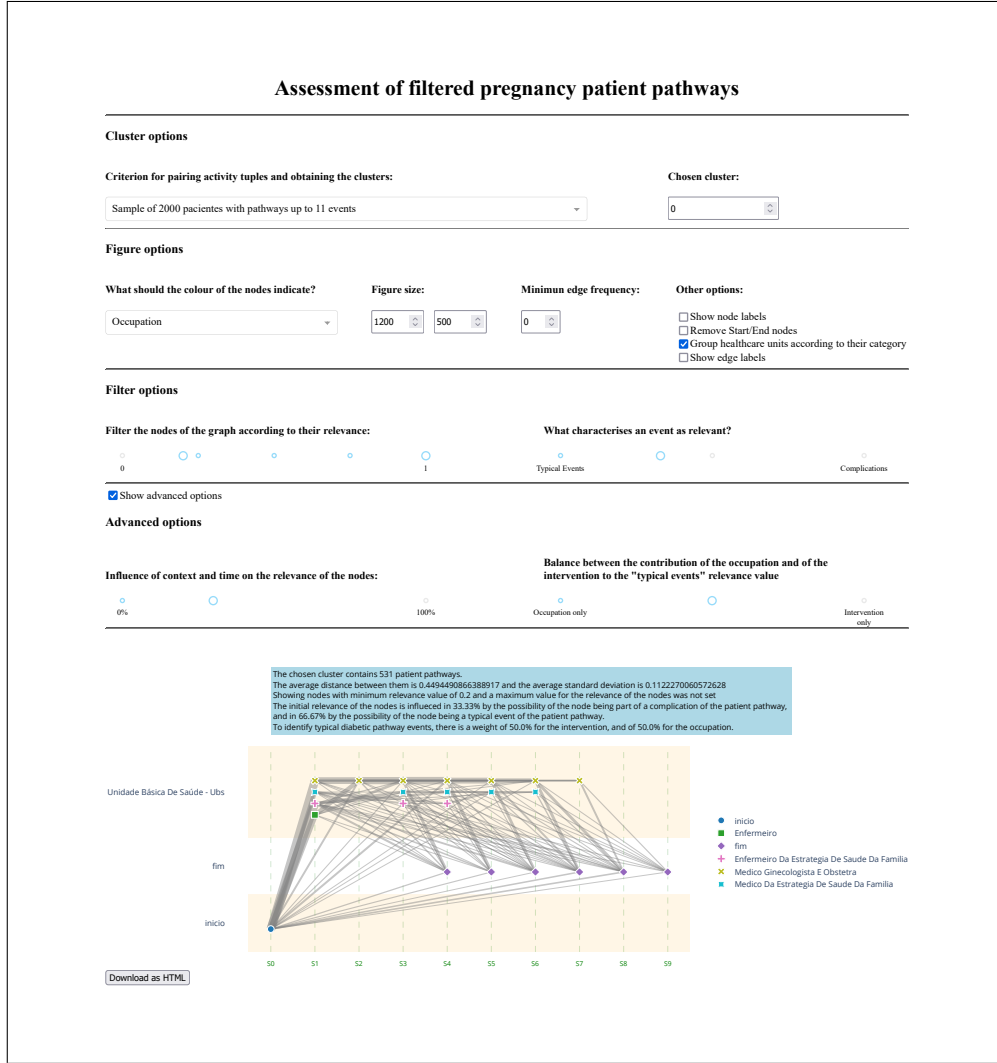 Assessment of filtered pregnancy patient pathways
Cluster options
Criterion for pairing activity tuples and obtaining the clusters:
Chosen cluster:
Sample of 2000 pacientes with pathways up to 11 events
0
Figure options
What should the colour of the nodes indicate?
Figure size:
Minimun edge frequency:
Other options:
Occupation
1200
500
0
Show node labels
Remove Start/End nodes
Group healthcare units according to their category
Show edge labels
Filter options
Filter the nodes of the graph according to their relevance:
What characterises an event as relevant?
0
1
Typical Events
Complications
Show advanced options
Advanced options
Influence of context and time on the relevance of the nodes:
Balance between the contribution of the occupation and of the
intervention to the "typical events" relevance value
0%
100%
Occupation only
Intervention
only
The chosen cluster contains 531 patient pathways.
The average distance between them is 0.4494490866388917 and the average standard deviation is 0.1122270060572628
Showing nodes with minimum relevance value of 0.2 and a maximum value for the relevance of the nodes was not set
The initial relevance of the nodes is influeced in 33.33% by the possibility of the node being part of a complication of the patient pathway,
and in 66.67% by the possibility of the node being a typical event of the patient pathway.
To identify typical diabetic pathway events, there is a weight of 50.0% for the intervention, and of 50.0% for the occupation.
Unidade Básica De Saúde - Ubs
fim
inicio
inicio
Enfermeiro
fim
Enfermeiro Da Estrategia De Saude Da Familia
Medico Ginecologista E Obstetra
Medico Da Estrategia De Saude Da Familia
S0
S1
S2
S3
S4
S5
S6
S7
S8
S9
Download as HTML